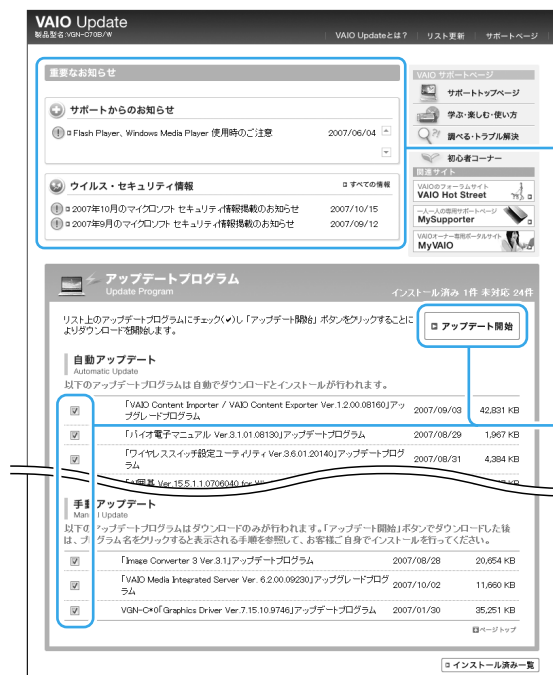 VAIO Update
製品型名:VGN-C70B/W
VAIO Updateとは?
リスト更新
サポートページ
重要なお知らせ
サポートからのお知らせ
Flash Player、Windows Media Player 使用時のご注意 2007/06/04
ウイルス・セキュリティ情報
すべての情報
2007年10月のマイクロソフト セキュリティ情報掲載のお知らせ 2007/10/15
2007年9月のマイクロソフト セキュリティ情報掲載のお知らせ 2007/09/12
VAIO サポートページ
サポートトップページ
学ぶ・楽しむ・使い方
調べる・トラブル解決
初心者コーナー
関連サイト
VAIOのフォーラムサイト
VAIO Hot Street
一人一人の専用サポートページ
MySupporter
VAIOオーナー専用ポータルサイト
MyVAIO
アップデートプログラム
Update Program
インストール済み 1件 未対応 24件
リスト上のアップデートプログラムにチェック(✔)し「アップデート開始」ボタンをクリックすることに
よりダウンロードを開始します。
アップデート開始
自動アップデート
Automatic Update
以下のアップデートプログラムは自動でダウンロードとインストールが行われます。
「VAIO Content Importer / VAIO Content Exporter Ver.1.2.00.08160」アッ
プグレードプログラム 2007/09/03 42,831 KB
「バイオ電子マニュアル Ver.3.1.01.08130」アップデートプログラム 2007/08/29 1,967 KB
「ワイヤレススイッチ設定ユーティリティ Ver.3.6.01.20140」アップデートプログ
ラム 2007/08/31 4,384 KB
Ver.15.5.1.1.0706040 for
手動アップデート
Manual Update
以下のアップデートプログラムはダウンロードのみが行われます。「アップデート開始」ボタンでダウンロードした後
は、プログラム名をクリックすると表示される手順を参照して、お客様ご自身でインストールを行ってください。
「Image Converter 3 Ver.3.1」アップデートプログラム 2007/08/28 20,654 KB
「VAIO Media Integrated Server Ver. 6.2.00.09230」アップグレードプログ
ラム 2007/10/02 11,660 KB
VGN-C*0「Graphics Driver Ver.7.15.10.9746」アップデートプログラム 2007/01/30 35,251 KB
ページトップ
インストール済み一覧